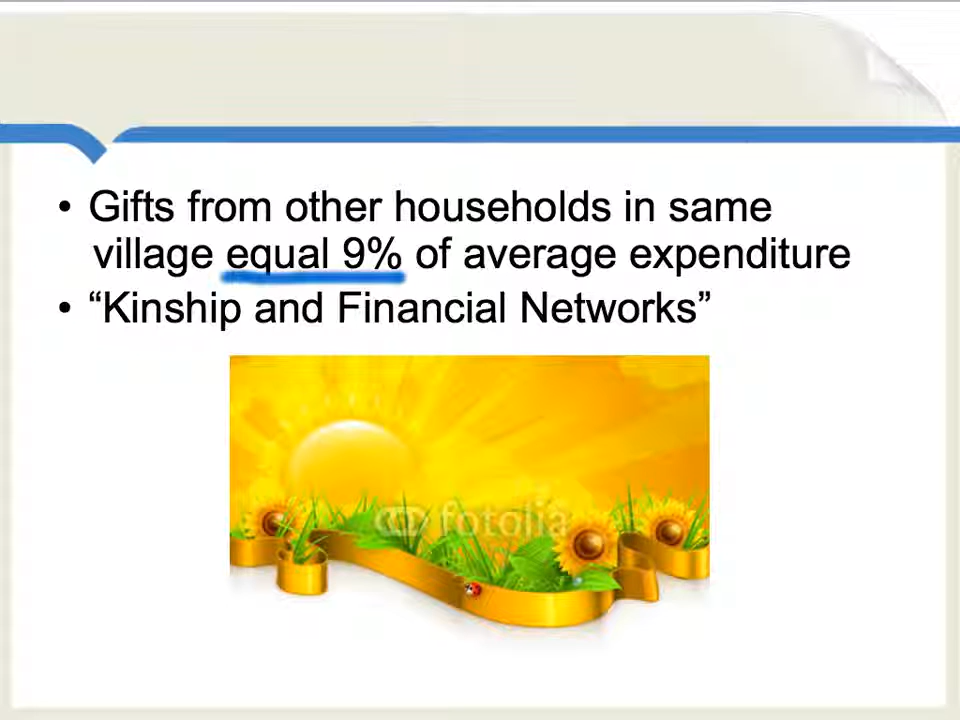 • Gifts from other households in same
village equal 9% of average expenditure
• “Kinship and Financial Networks”
fotolia